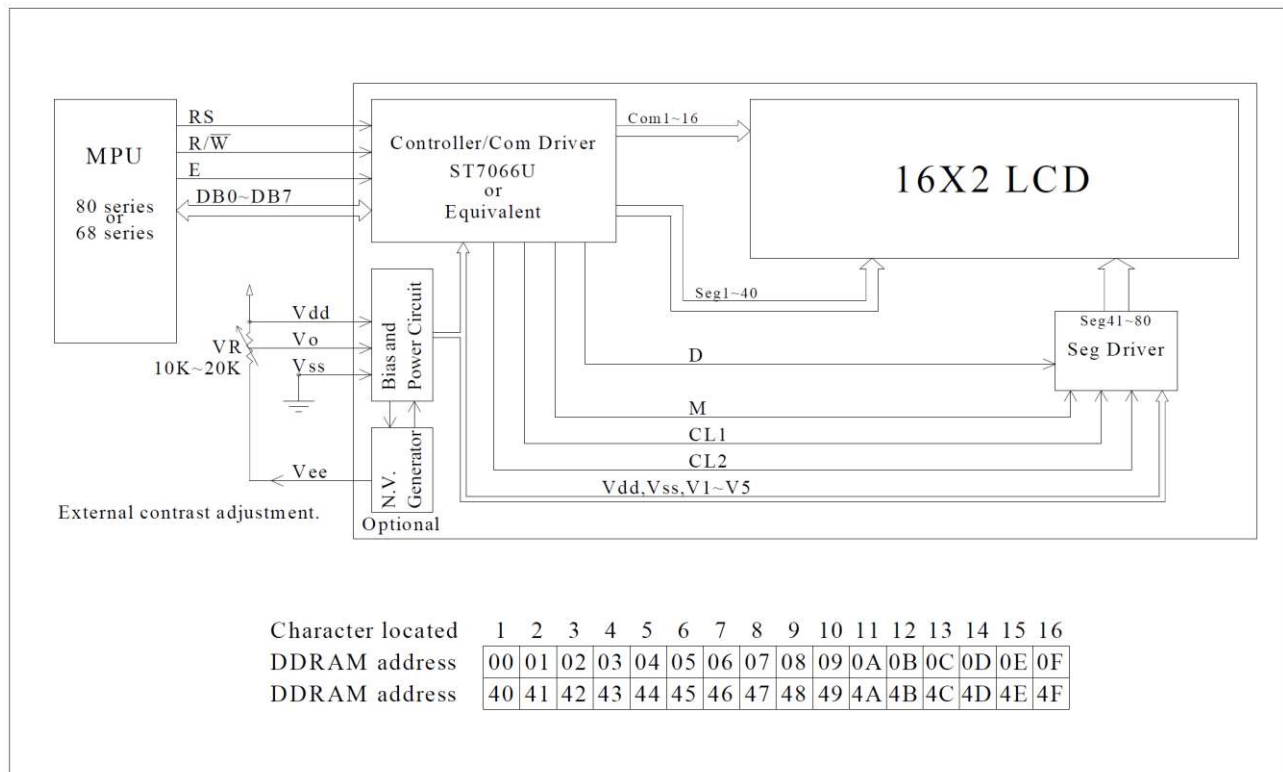 MPU
80 series
or
68 series
RS
R/W̅
E
DB0~DB7
Controller/Com Driver
ST7066U
or
Equivalent
Com1~16
16X2 LCD
Seg1~40
Seg41~80
Seg Driver
Vdd
Vo
Vss
VR
10K~20K
Bias and
Power Circuit
D
M
CL1
CL2
Vdd,Vss,V1~V5
N.V.
Generator
Vee
Optional
External contrast adjustment.
Character located 1 2 3 4 5 6 7 8 9 10 11 12 13 14 15 16
DDRAM address 00 01 02 03 04 05 06 07 08 09 0A 0B 0C 0D 0E 0F
DDRAM address 40 41 42 43 44 45 46 47 48 49 4A 4B 4C 4D 4E 4F